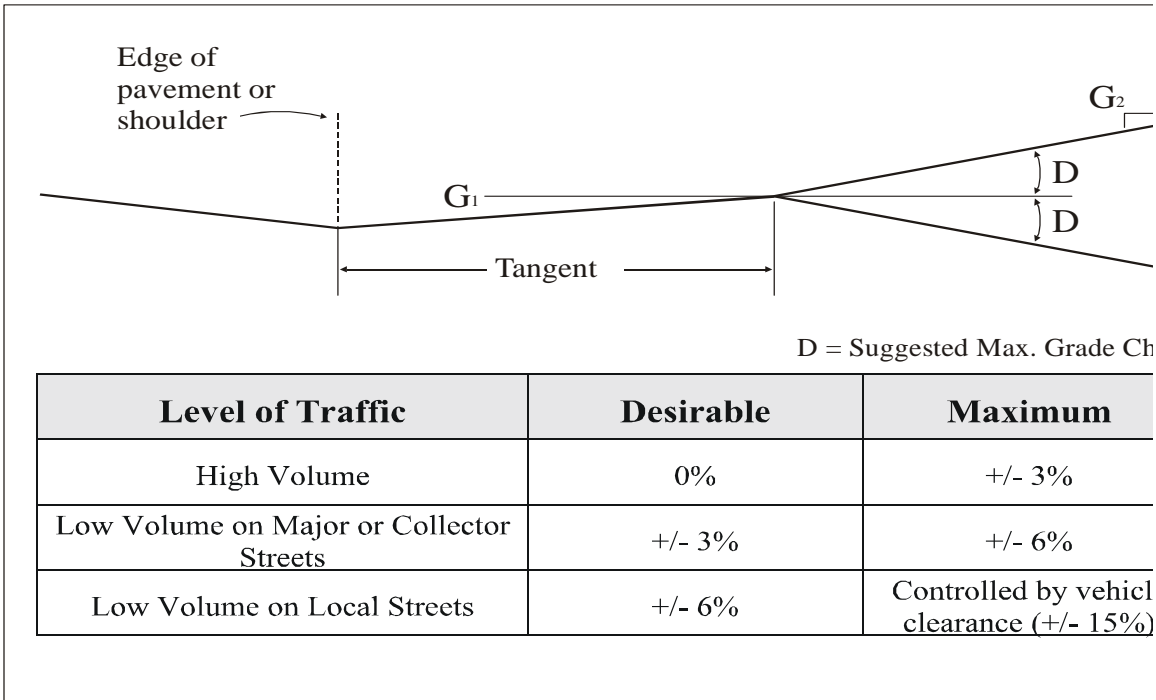 Edge of
pavement or
shoulder
G2
G1
D
D
Tangent
D = Suggested Max. Grade Ch
Level of Traffic Desirable Maximum
High Volume 0% +/- 3%
Low Volume on Major or Collector
Streets +/- 3% +/- 6%
Low Volume on Local Streets +/- 6% Controlled by vehicl
clearance (+/- 15%)